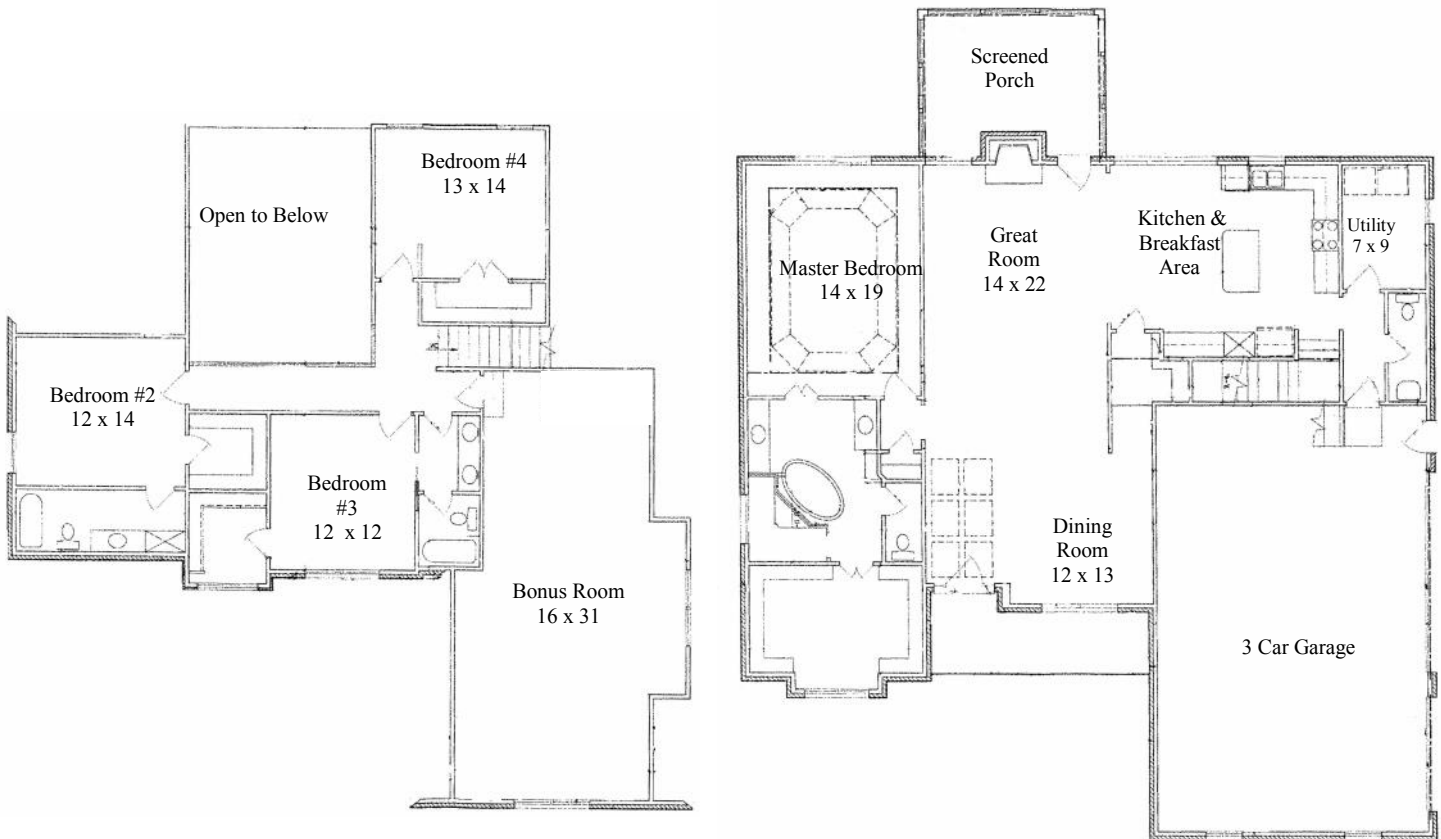 Bedroom #4
13 x 14
Open to Below
Bedroom #2
12 x 14
Bedroom
#3
12 x 12
Bonus Room
16 x 31
Screened
Porch
Master Bedroom
14 x 19
Great
Room
14 x 22
Kitchen &
Breakfast
Area
Utility
7 x 9
Dining
Room
12 x 13
3 Car Garage